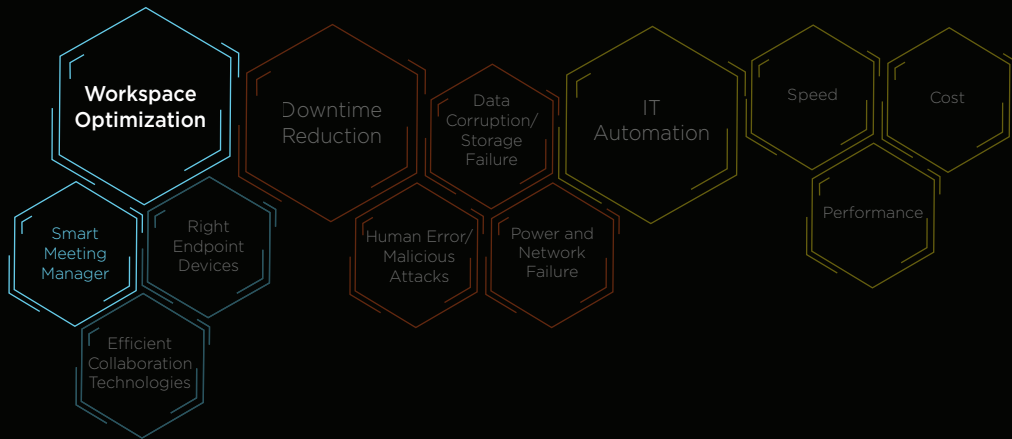 Workspace
Optimization
Smart
Meeting
Manager
Right
Endpoint
Devices
Efficient
Collaboration
Technologies
Downtime
Reduction
Data
Corruption/
Storage
Failure
Human Error/
Malicious
Attacks
Power and
Network
Failure
IT
Automation
Speed
Cost
Performance